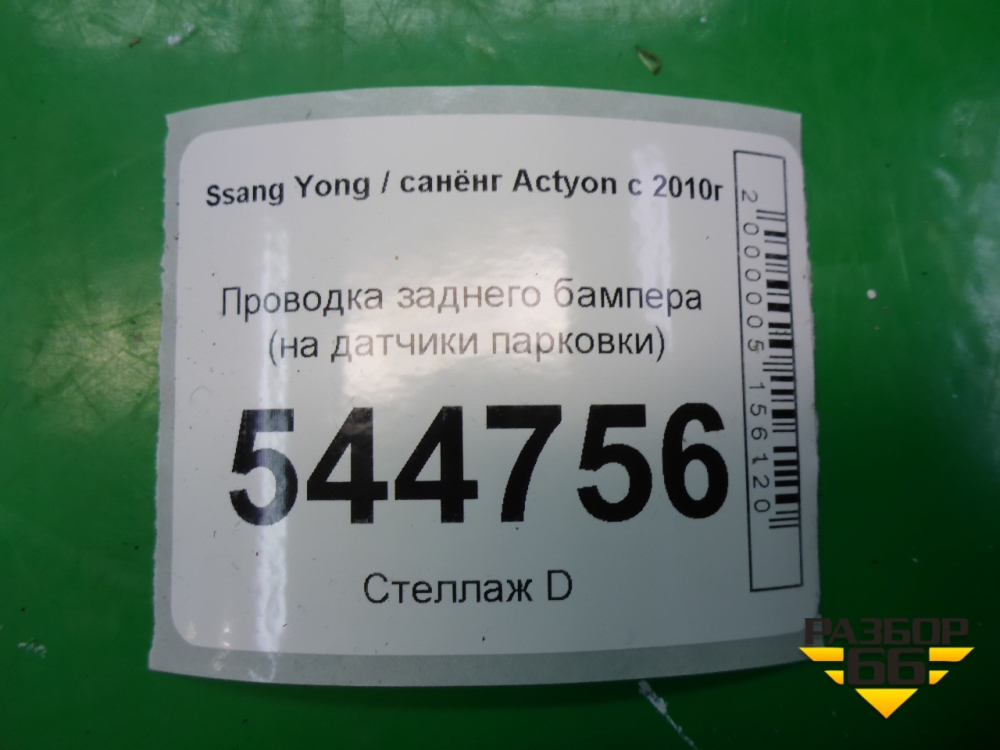 Ssang Yong / санёнг Actyon с 2010г
Проводка заднего бампера
(на датчики парковки)
544756
Стеллаж D
2000005156120
РАЗБОР
66